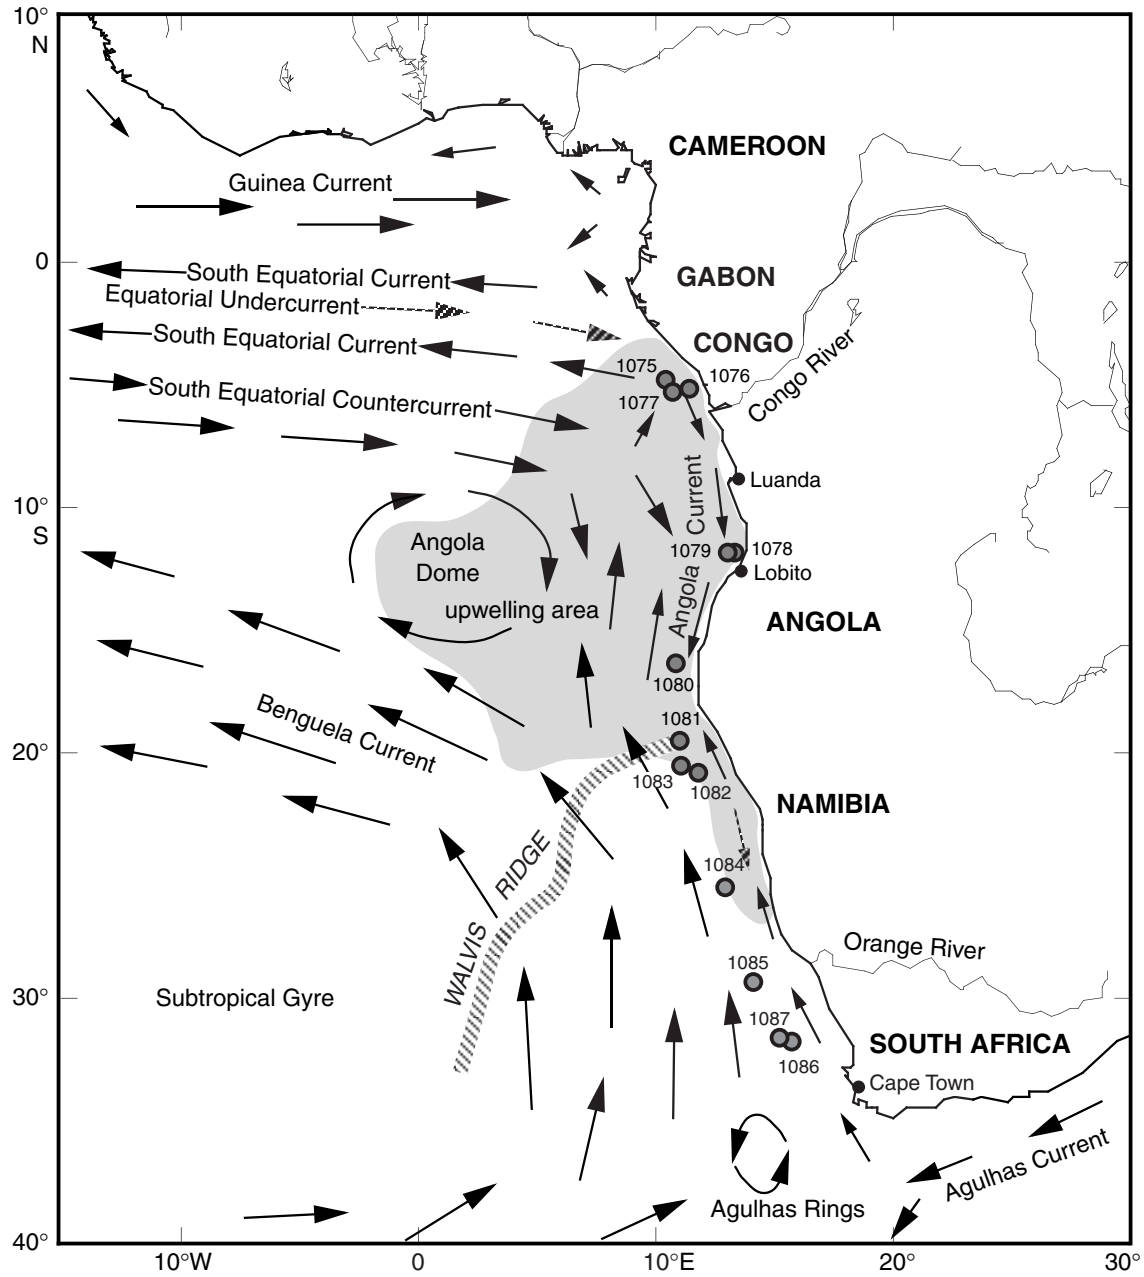 10°
N
CAMEROON
Guinea Current
0
GABON
South Equatorial Current
Equatorial Undercurrent
South Equatorial Current
CONGO
1075
1076
1077
Congo River
South Equatorial Countercurrent
Luanda
10°
S
Angola Current
Angola
Dome
upwelling area
1079
1078
Lobito
ANGOLA
1080
1081
Benguela Current
20°
1083
1082
NAMIBIA
1084
WALVIS RIDGE
Orange River
1085
30°
Subtropical Gyre
1087
1086
SOUTH AFRICA
Cape Town
Agulhas Current
Agulhas Rings
40°
10°W
0
10°E
20°
30°